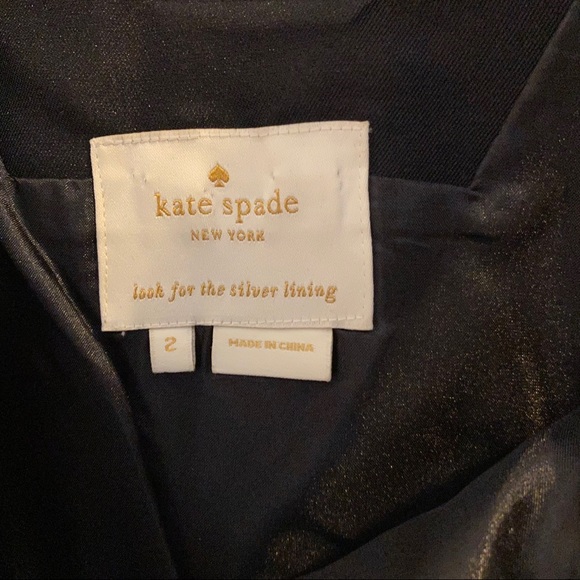 kate spade
NEW YORK
look for the silver lining
2
MADE IN CHINA